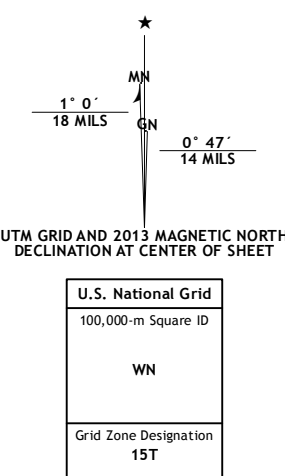 ★
MN
1° 0´
18 MILS
GN
0° 47´
14 MILS
UTM GRID AND 2013 MAGNETIC NORTH
DECLINATION AT CENTER OF SHEET
U.S. National Grid
100,000-m Square ID
WN
Grid Zone Designation
15T